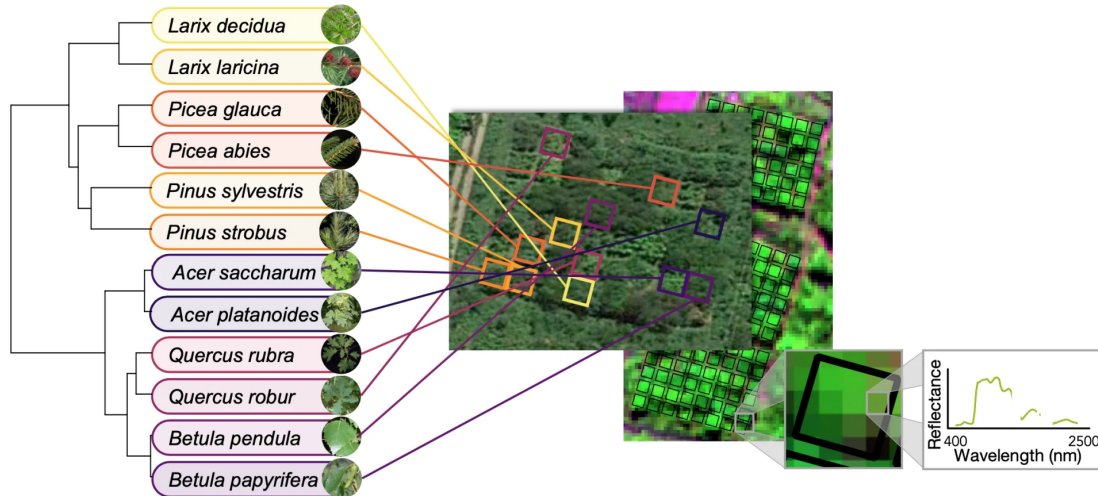 Larix decidua
Larix laricina
Picea glauca
Picea abies
Pinus sylvestris
Pinus strobus
Acer saccharum
Acer platanoides
Quercus rubra
Quercus robur
Betula pendula
Betula papyrifera
Reflectance
400
2500
Wavelength (nm)